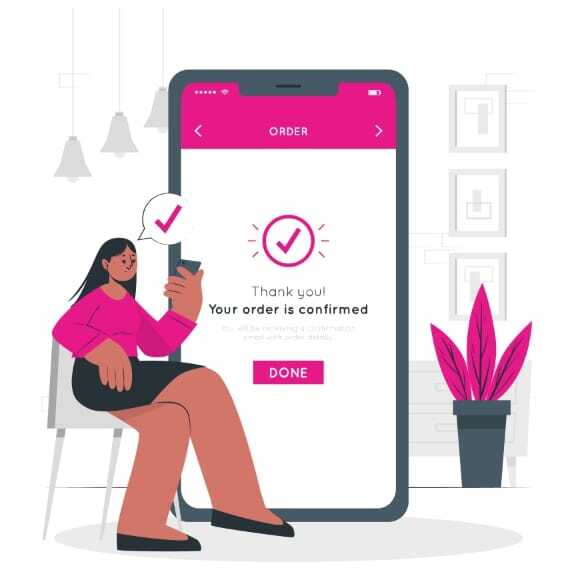 ORDER
Thank you!
Your order is confirmed
You will be receiving a confirmation
email with order details
DONE